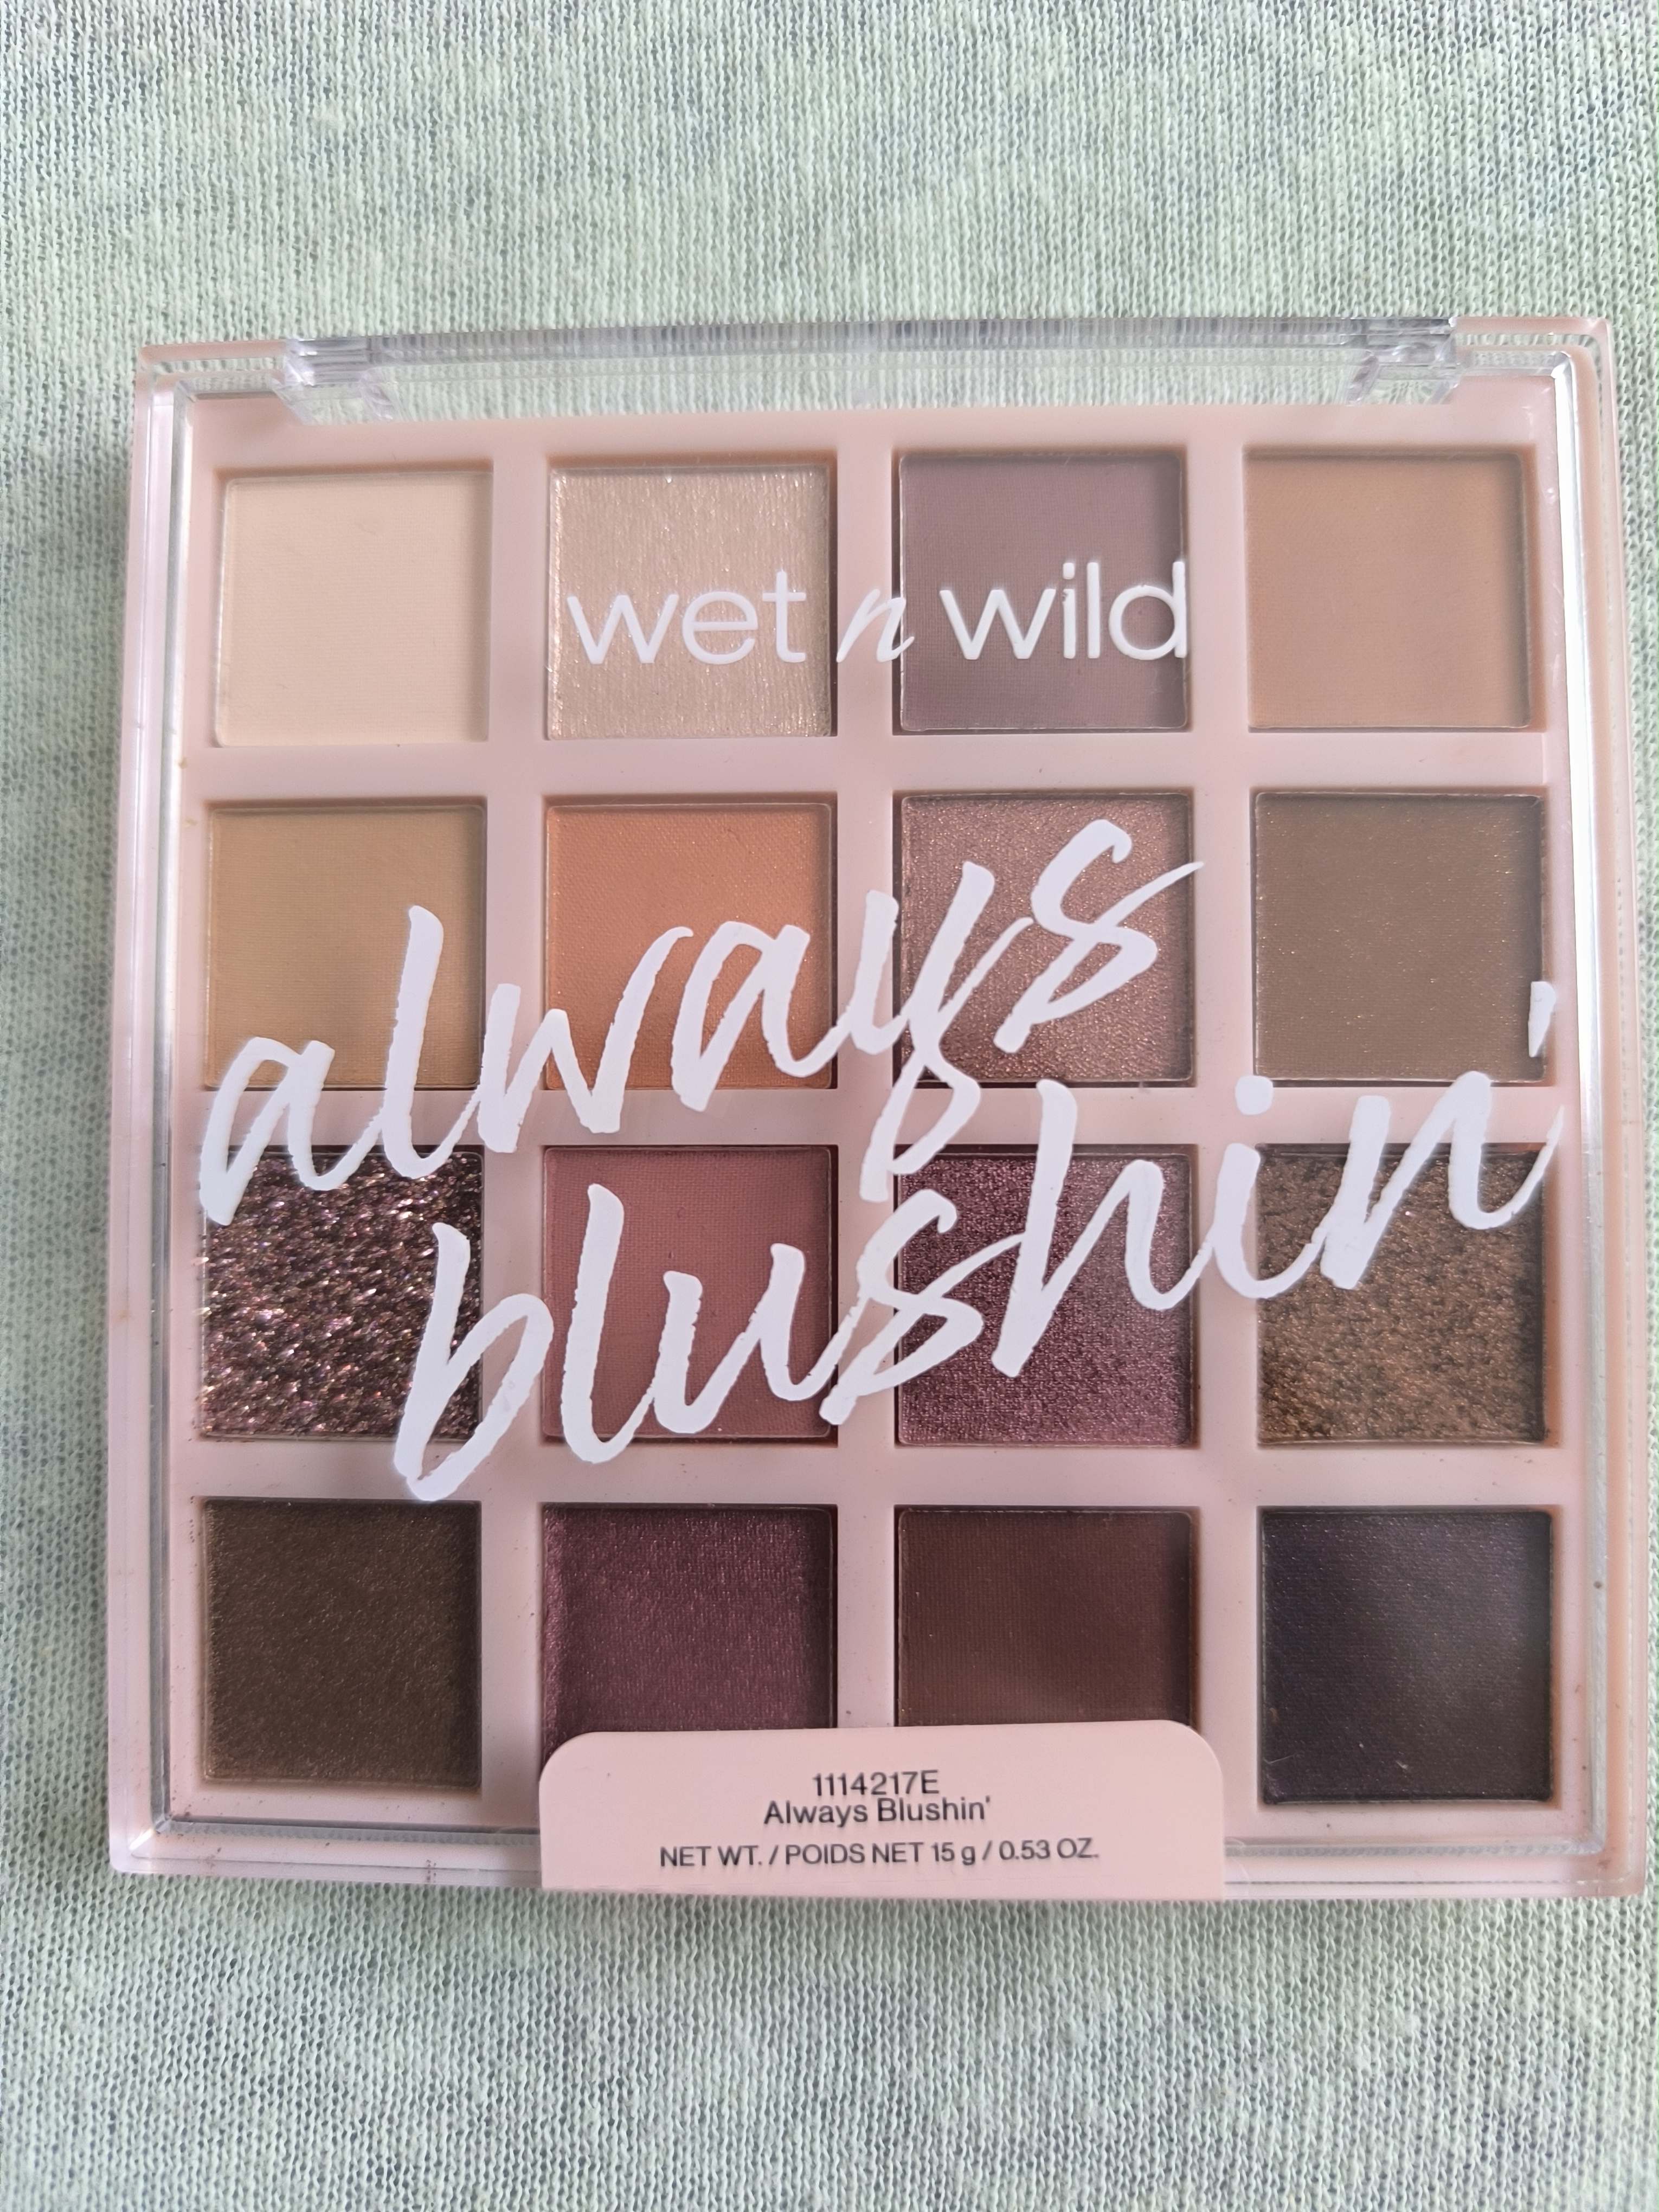 wet n wild
always
blushin'
1114217E
Always Blushin'
NET WT. / POIDS NET 15 g / 0.53 OZ.